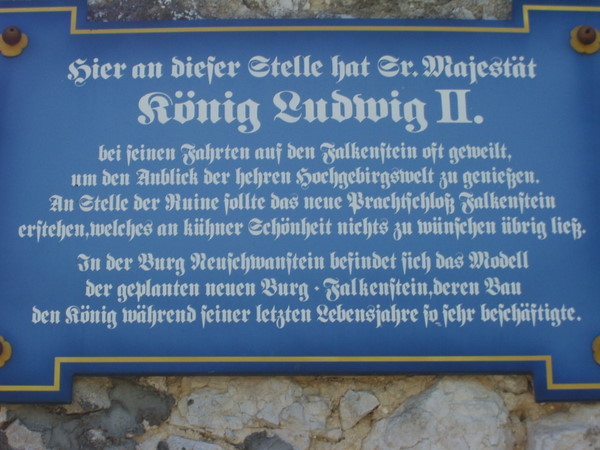 Hier an dieser Stelle hat Sr. Majestät
König Ludwig II.
bei seinen Fahrten auf den Falkenstein oft geweilt,
um den Anblick der hehren Hochgebirgswelt zu genießen.
An Stelle der Ruine sollte das neue Prachtschloß Falkenstein
erstehen, welches an kühner Schönheit nichts zu wünschen übrig ließ.
In der Burg Neuschwanstein befindet sich das Modell
der geplanten neuen Burg - Falkenstein, deren Bau
den König während seiner letzten Lebensjahre so sehr beschäftigte.